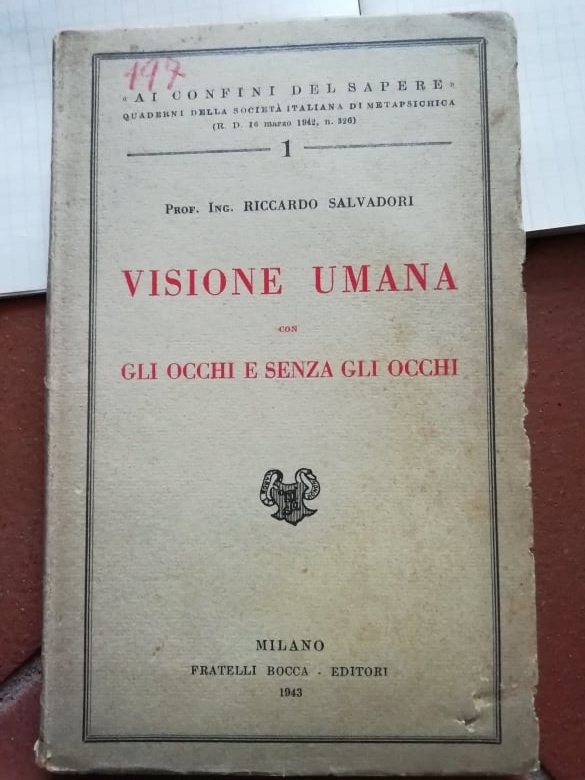 197
« AI CONFINI DEL SAPERE »
QUADERNI DELLA SOCIETÀ ITALIANA DI METAPSICHICA
(R. D. 16 marzo 1942, n. 326)
1
PROF. ING. RICCARDO SALVADORI
VISIONE UMANA
CON
GLI OCCHI E SENZA GLI OCCHI
MILANO
FRATELLI BOCCA - EDITORI
1943